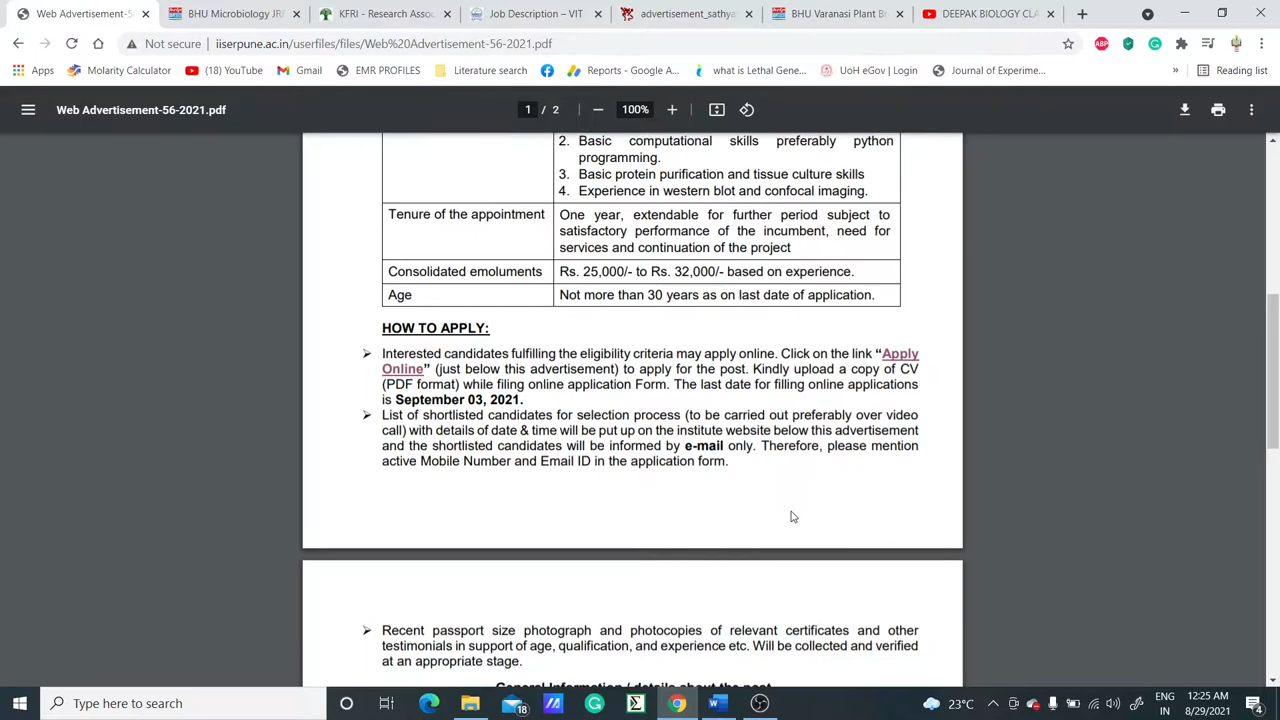 Web Advertisement-5
BHU Microbiology JRF
KFRI - Research Assoc
Job Description – VIT
advertisement_sathya
BHU Varanasi Plant Br
DEEPAK BIOLOGY CLA
Not secure
iiserpune.ac.in/userfiles/files/Web%20Advertisement-56-2021.pdf
ABP
Apps
Molarity Calculator
(18) YouTube
Gmail
EMR PROFILES
Literature search
Reports - Google A...
what is Lethal Gene...
UoH eGov | Login
Journal of Experime...
»
Reading list
Web Advertisement-56-2021.pdf
1 / 2
100%
2. Basic computational skills preferably python
programming.
3. Basic protein purification and tissue culture skills
4. Experience in western blot and confocal imaging.
Tenure of the appointment
One year, extendable for further period subject to
satisfactory performance of the incumbent, need for
services and continuation of the project
Consolidated emoluments
Rs. 25,000/- to Rs. 32,000/- based on experience.
Age
Not more than 30 years as on last date of application.
HOW TO APPLY:
Interested candidates fulfilling the eligibility criteria may apply online. Click on the link “Apply
Online” (just below this advertisement) to apply for the post. Kindly upload a copy of CV
(PDF format) while filing online application Form. The last date for filling online applications
is September 03, 2021.
List of shortlisted candidates for selection process (to be carried out preferably over video
call) with details of date & time will be put up on the institute website below this advertisement
and the shortlisted candidates will be informed by e-mail only. Therefore, please mention
active Mobile Number and Email ID in the application form.
Recent passport size photograph and photocopies of relevant certificates and other
testimonials in support of age, qualification, and experience etc. Will be collected and verified
at an appropriate stage.
General Information / details about the post
Type here to search
18
23°C
ENG
IN
12:25 AM
8/29/2021
4